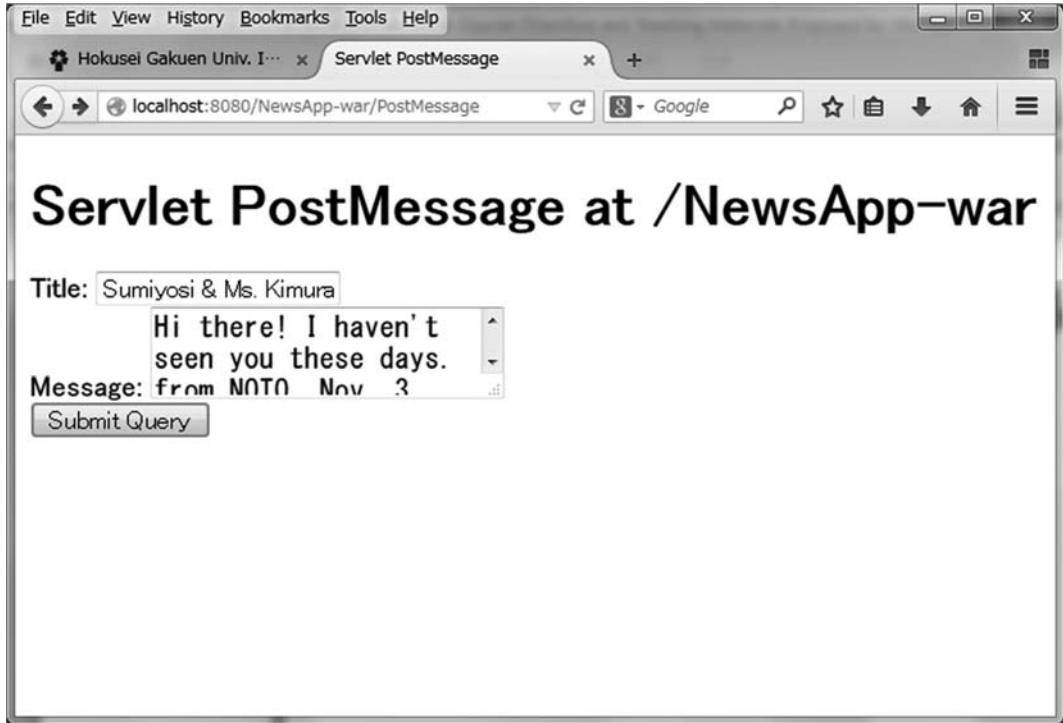 File Edit View History Bookmarks Tools Help
Hokusei Gakuen Univ. I… × Servlet PostMessage × +
localhost:8080/NewsApp-war/PostMessage 8 Google
Servlet PostMessage at /NewsApp-war
Title: Sumiyosi & Ms. Kimura
Hi there! I haven't
seen you these days.
Message: from NOTO Nov 3
Submit Query